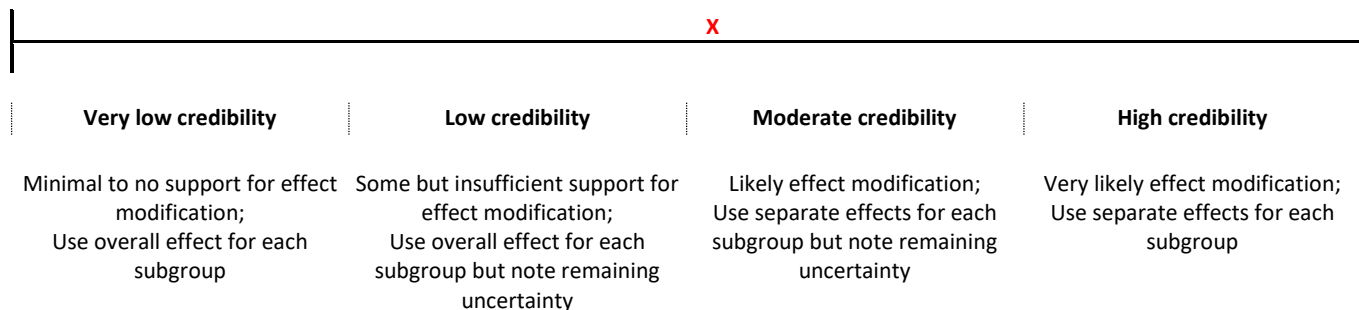 X
Very low credibility
Low credibility
Moderate credibility
High credibility
Minimal to no support for effect
modification;
Use overall effect for each
subgroup
Some but insufficient support for
effect modification;
Use overall effect for each
subgroup but note remaining
uncertainty
Likely effect modification;
Use separate effects for each
subgroup but note remaining
uncertainty
Very likely effect modification;
Use separate effects for each
subgroup